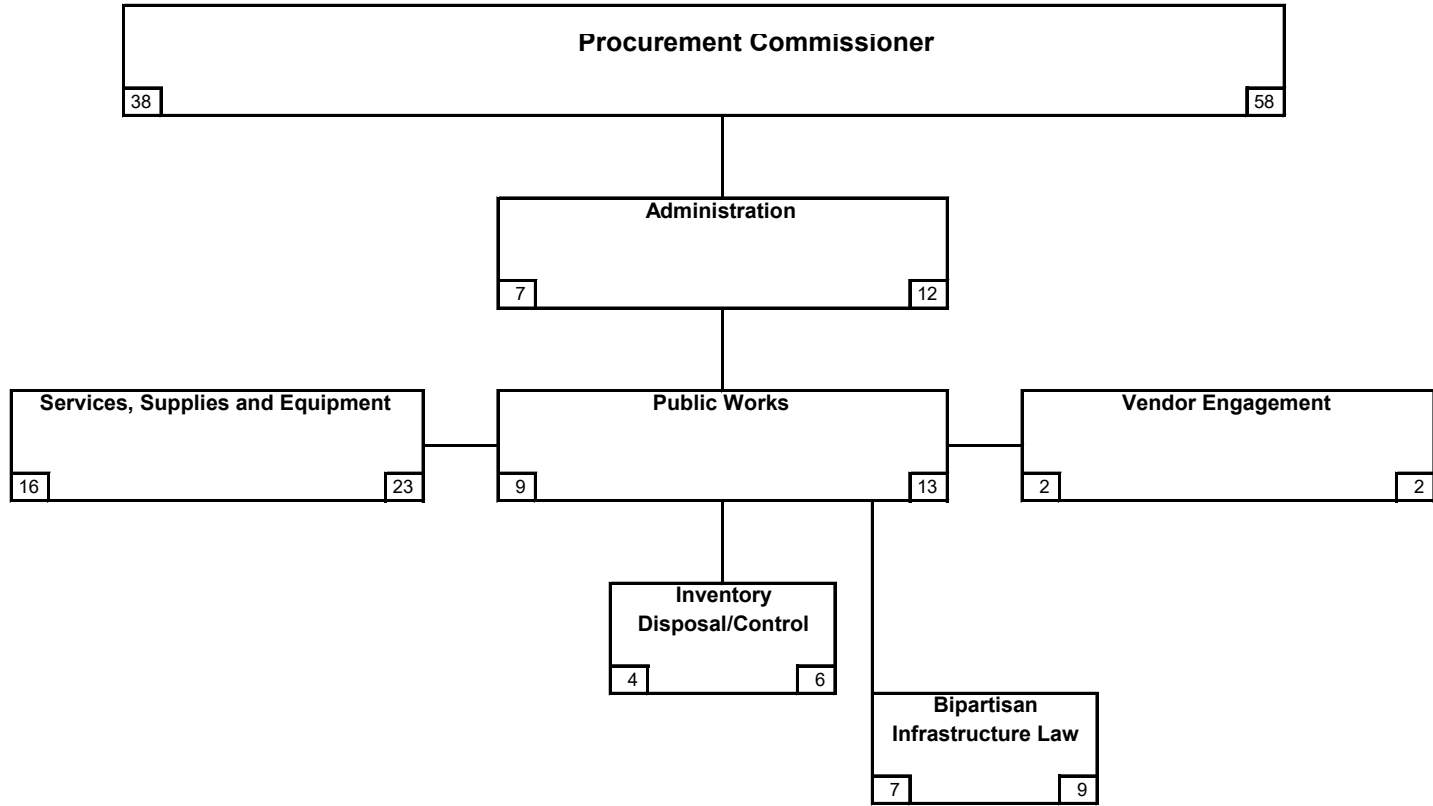 Procurement Commissioner
38 58
Administration
7 12
Services, Supplies and Equipment
16 23
Public Works
9 13
Vendor Engagement
2 2
Inventory
Disposal/Control
4 6
Bipartisan
Infrastructure Law
7 9